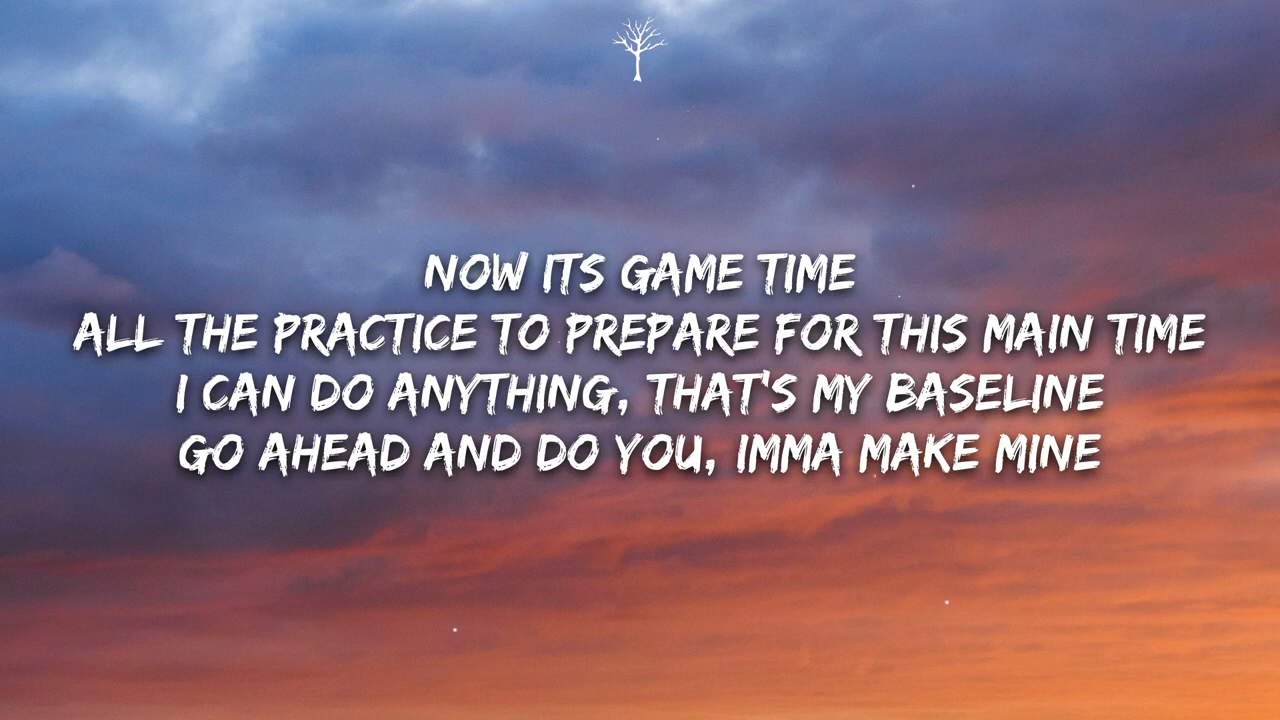 NOW ITS GAME TIME
ALL THE PRACTICE TO PREPARE FOR THIS MAIN TIME
I CAN DO ANYTHING, THAT'S MY BASELINE
GO AHEAD AND DO YOU, IMMA MAKE MINE